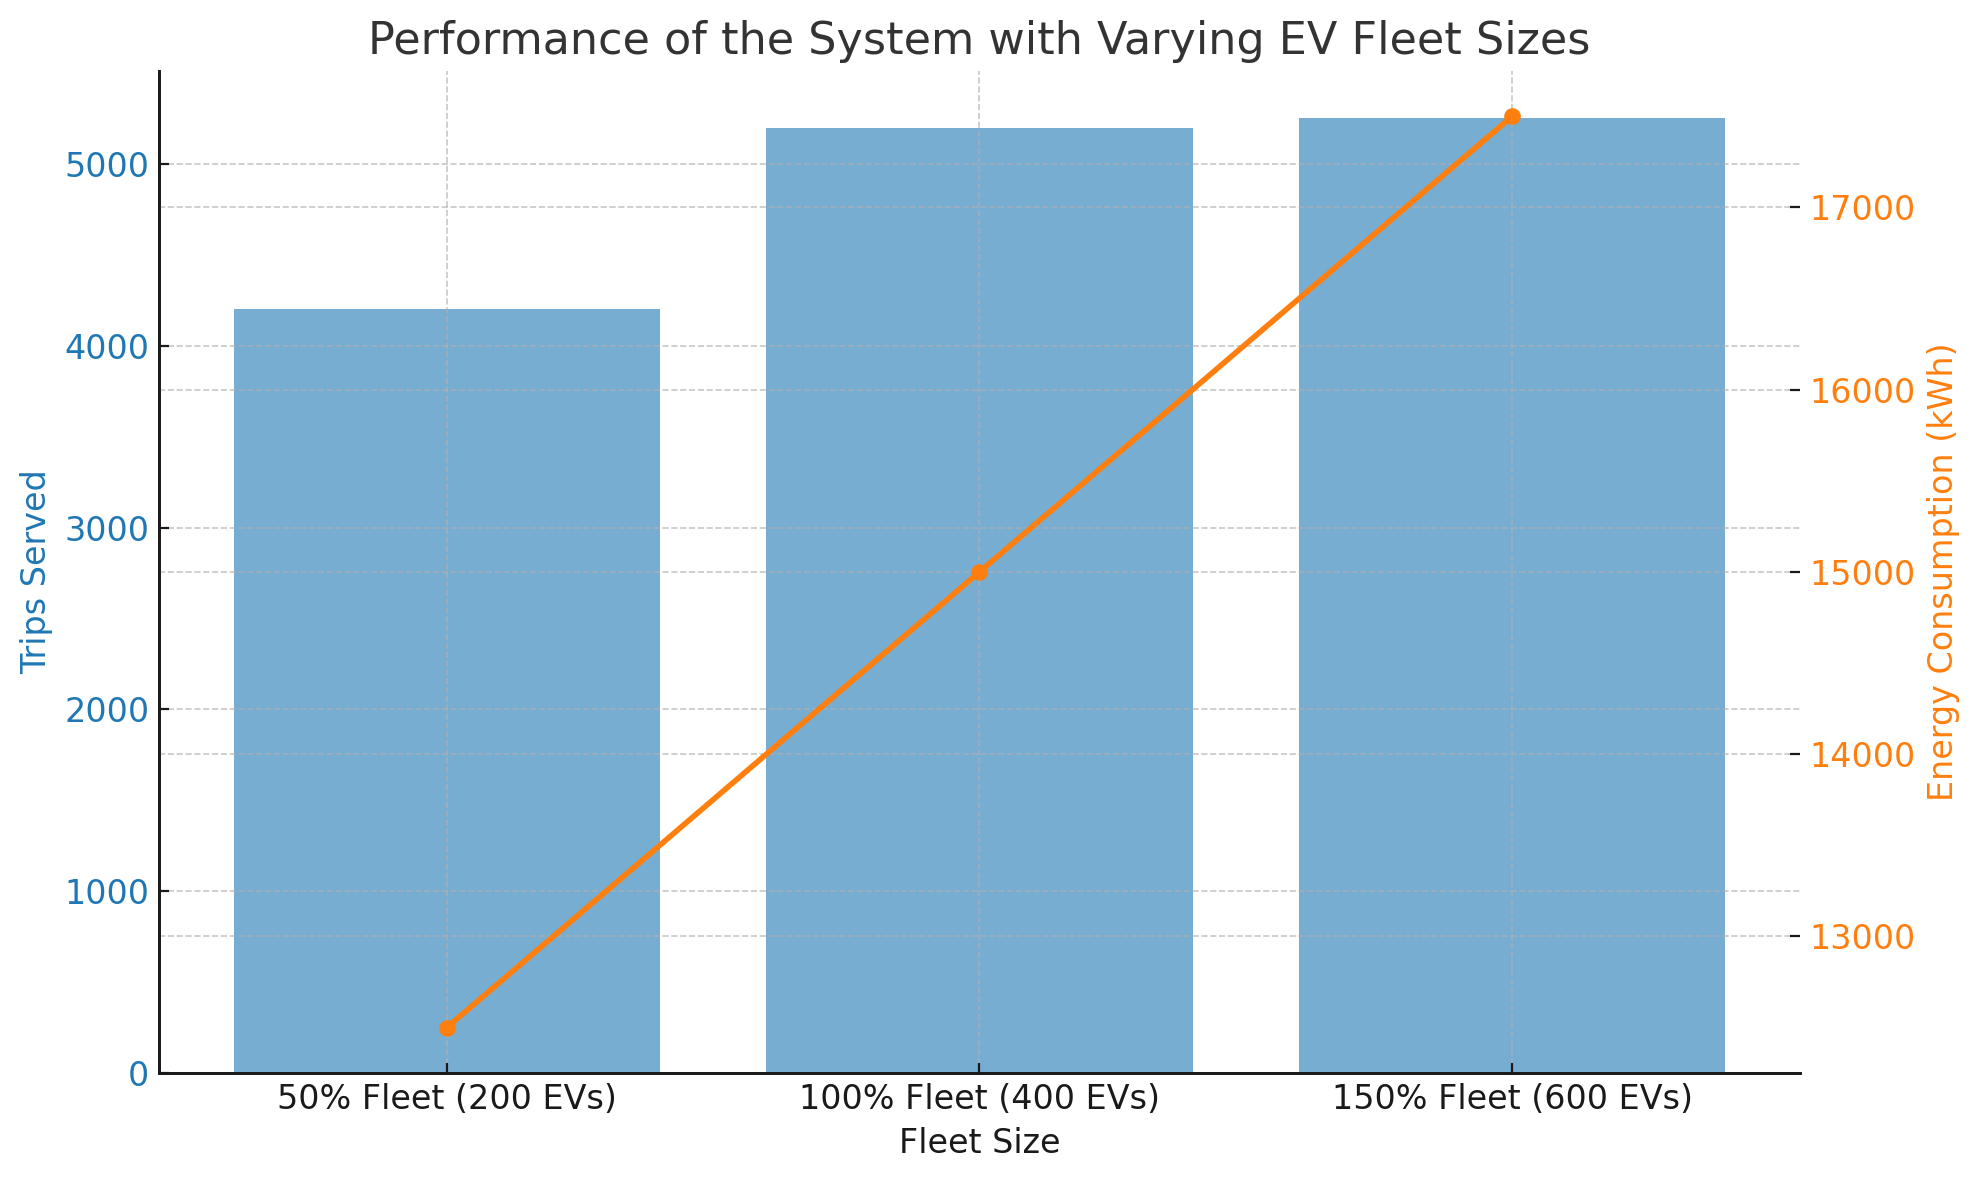 Performance of the System with Varying EV Fleet Sizes
Trips Served
5000
4000
3000
2000
1000
0
17000
16000
15000
14000
13000
Energy Consumption (kWh)
50% Fleet (200 EVs)
100% Fleet (400 EVs)
150% Fleet (600 EVs)
Fleet Size